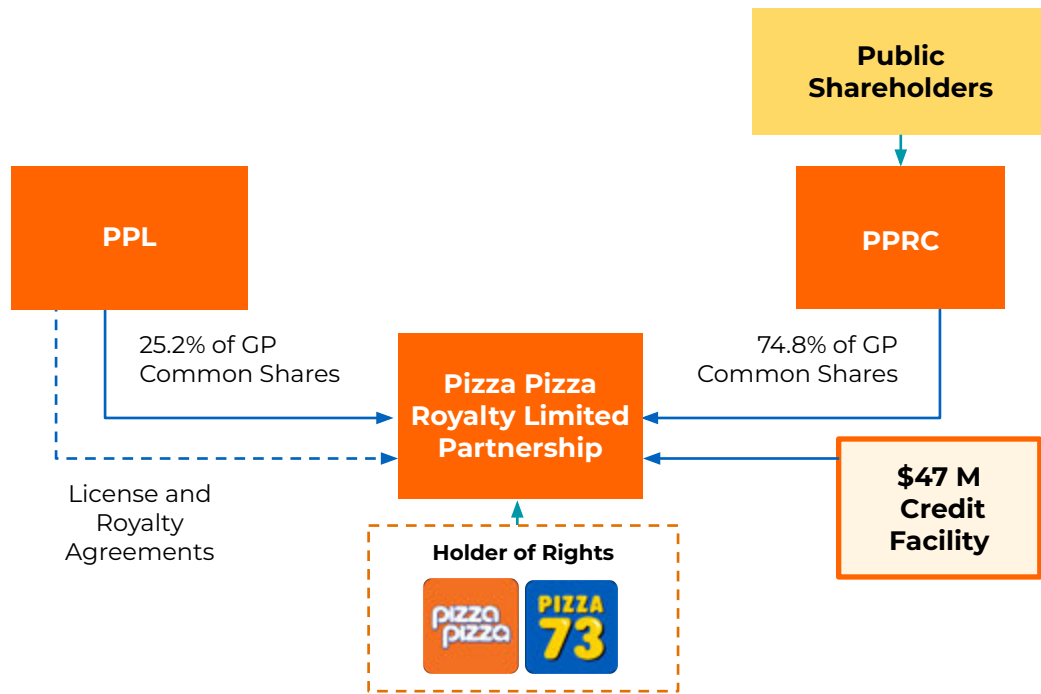 Public
Shareholders
PPL
PPRC
25.2% of GP
Common Shares
74.8% of GP
Common Shares
Pizza Pizza
Royalty Limited
Partnership
$47 M
Credit
Facility
License and
Royalty
Agreements
Holder of Rights
pizza
pizza
PIZZA
73